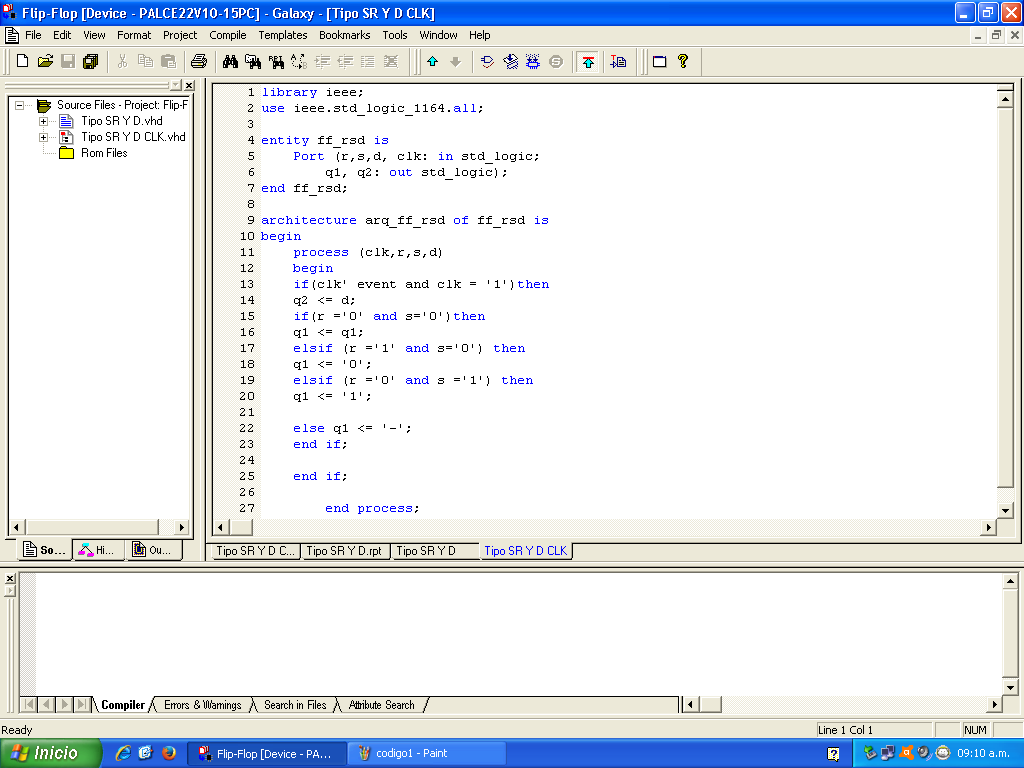 Flip-Flop [Device - PALCE22V10-15PC] - Galaxy - [Tipo SR Y D CLK]
File Edit View Format Project Compile Templates Bookmarks Tools Window Help
Source Files - Project: Flip-F
Tipo SR Y D.vhd
Tipo SR Y D CLK.vhd
Rom Files
1 library ieee;
2 use ieee.std_logic_1164.all;
3
4 entity ff_rsd is
5 Port (r,s,d, clk: in std_logic;
6 q1, q2: out std_logic);
7 end ff_rsd;
8
9 architecture arq_ff_rsd of ff_rsd is
10 begin
11 process (clk,r,s,d)
12 begin
13 if(clk' event and clk = '1')then
14 q2 <= d;
15 if(r ='0' and s='0')then
16 q1 <= q1;
17 elsif (r ='1' and s='0') then
18 q1 <= '0';
19 elsif (r ='0' and s ='1') then
20 q1 <= '1';
21
22 else q1 <= '-';
23 end if;
24
25 end if;
26
27 end process;
So... Hi... Ou...
Tipo SR Y D C... Tipo SR Y D.rpt Tipo SR Y D Tipo SR Y D CLK
Compiler Errors & Warnings Search in Files Attribute Search
Ready Line 1 Col 1 NUM
Inicio Flip-Flop [Device - PA... codigo1 - Paint ? 09:10 a.m.